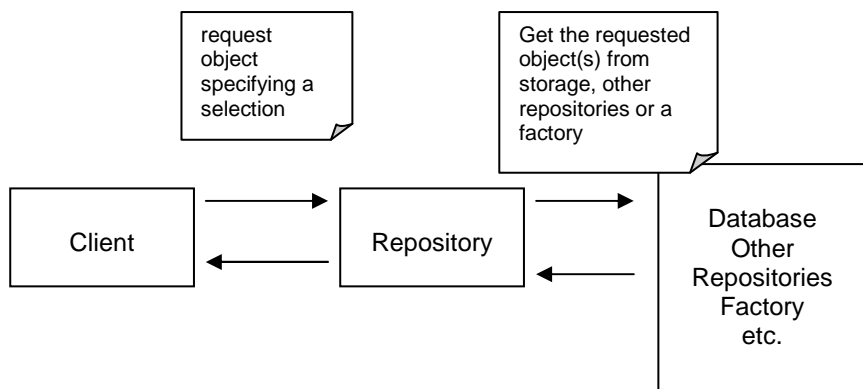 request
object
specifying a
selection
Get the requested
object(s) from
storage, other
repositories or a
factory
Client
Repository
Database
Other
Repositories
Factory
etc.